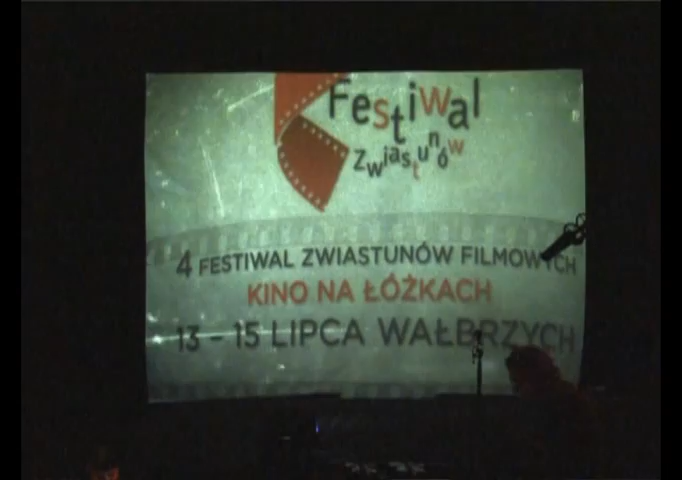 Festiwal
Zwiastunów
4 FESTIWAL ZWIASTUNÓW FILMOWYCH
KINO NA ŁÓŻKACH
13 - 15 LIPCA WAŁBRZYCH